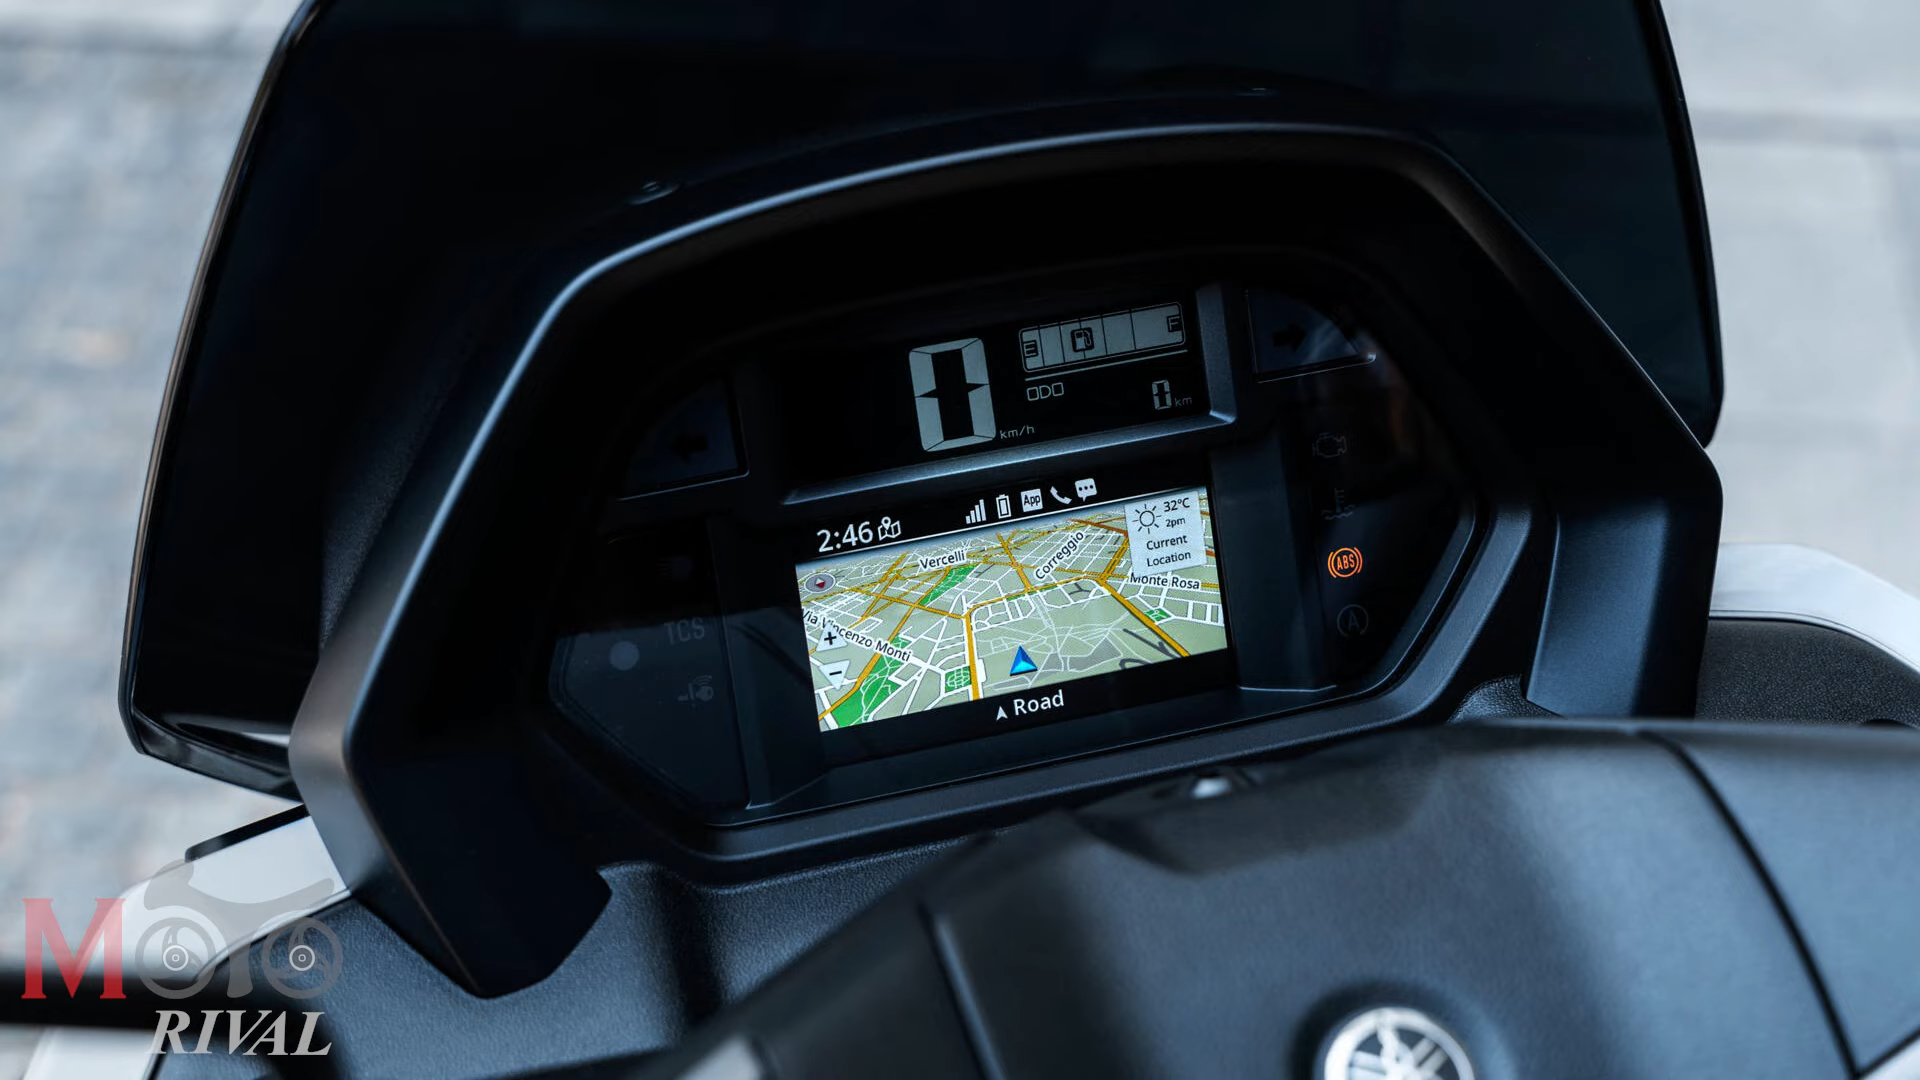 0 km/h
E F
ODO 0 km
2:46 App
32°C
2pm
Current
Location
Vercelli
Correggio
Monte Rosa
Via Vincenzo Monti
+
−
Road
TCS
ABS
A
MOTO
RIVAL